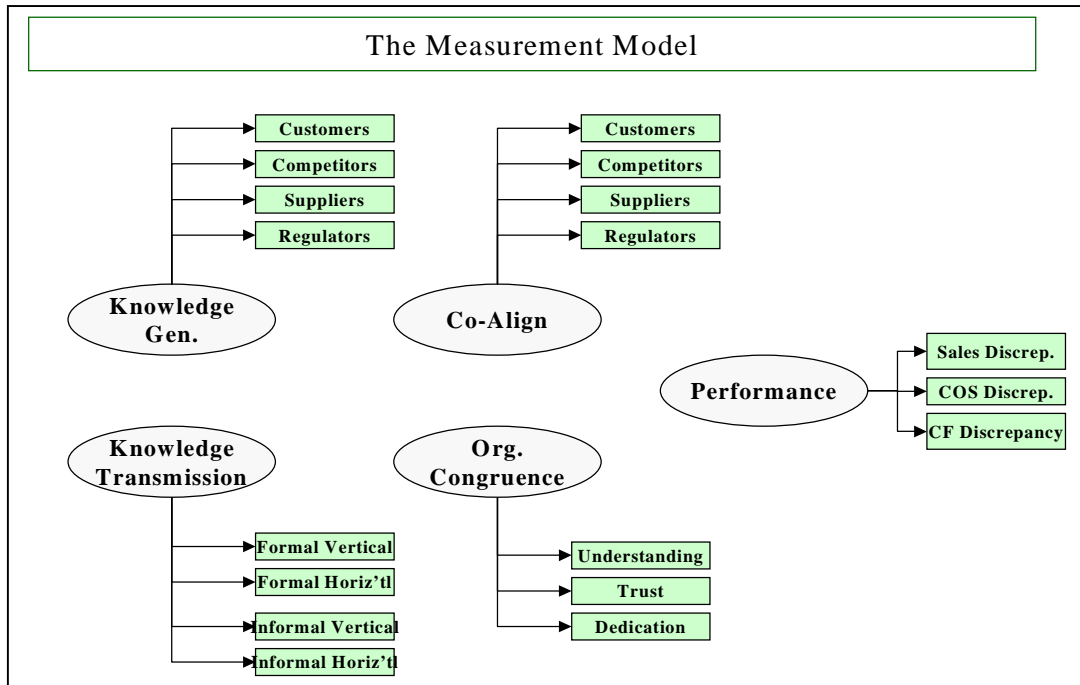 The Measurement Model
Customers
Competitors
Suppliers
Regulators
Knowledge
Gen.
Customers
Competitors
Suppliers
Regulators
Co-Align
Sales Discrep.
COS Discrep.
CF Discrepancy
Performance
Knowledge
Transmission
Formal Vertical
Formal Horiz’tl
Informal Vertical
Informal Horiz’tl
Org.
Congruence
Understanding
Trust
Dedication